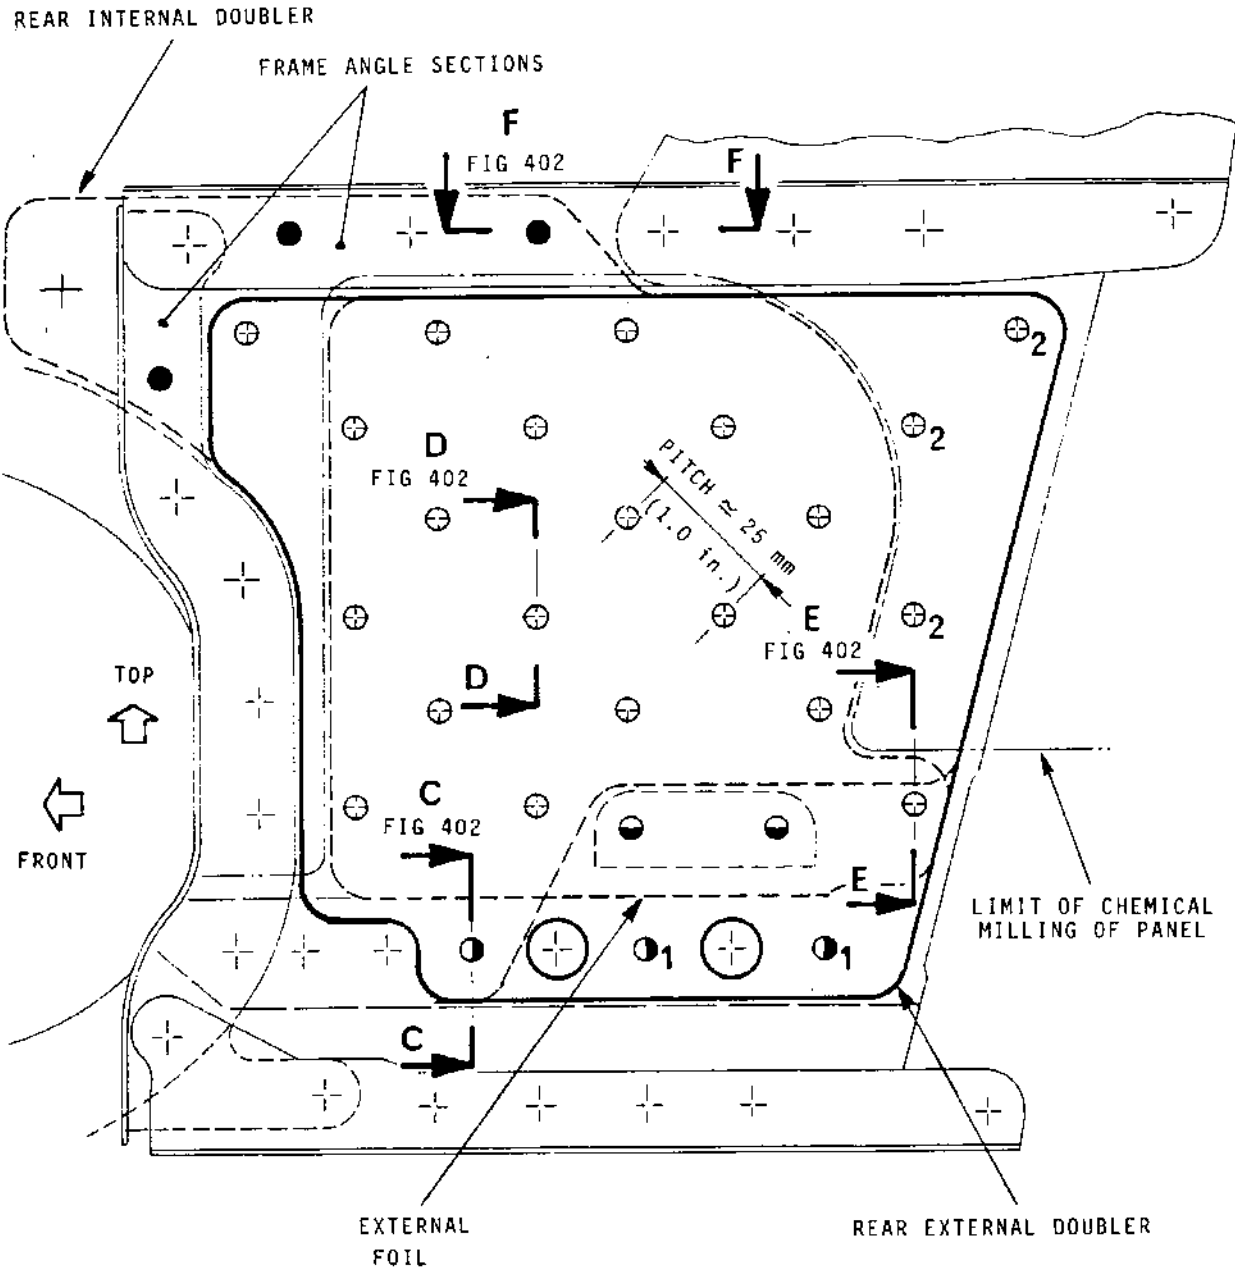 REAR INTERNAL DOUBLER
FRAME ANGLE SECTIONS
F
FIG 402
F
2
D
FIG 402
2
PITCH ≈ 25 mm
(1.0 in.)
E
FIG 402
2
TOP
D
C
FIG 402
FRONT
E
LIMIT OF CHEMICAL
MILLING OF PANEL
1
1
C
EXTERNAL
FOIL
REAR EXTERNAL DOUBLER